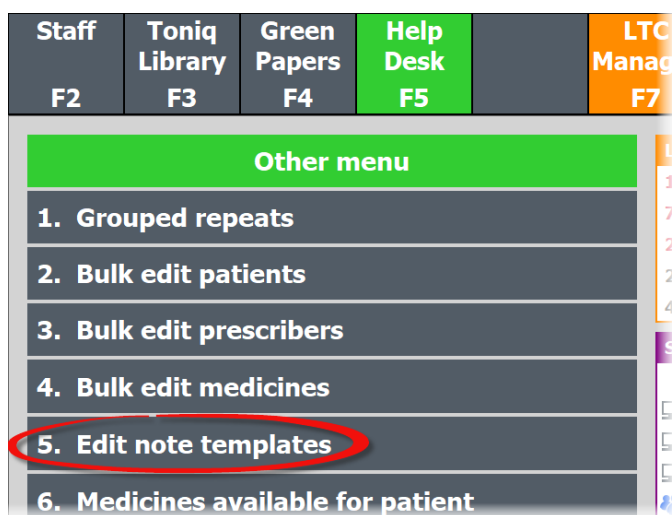 Staff Toniq Green Help LTC
Library Papers Desk
F2 F3 F4 F5 F7
Other menu
1. Grouped repeats
2. Bulk edit patients
3. Bulk edit prescribers
4. Bulk edit medicines
5. Edit note templates
6. Medicines available for patient